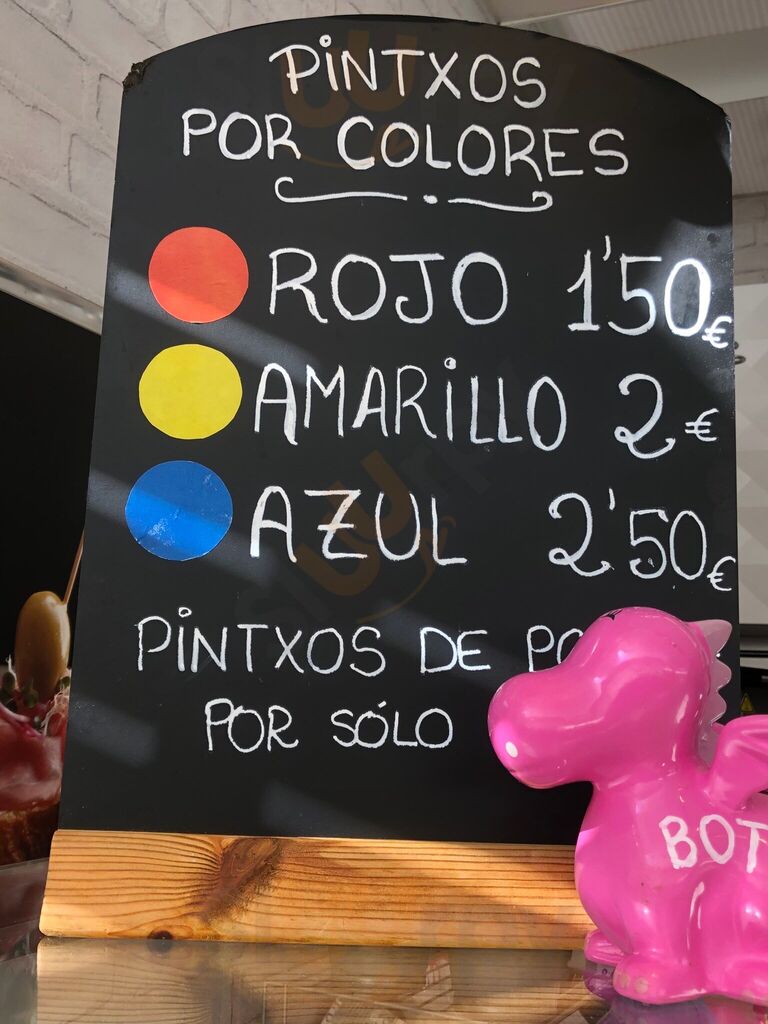 PINTXOS
POR COLORES
ROJO 1'50€
AMARILLO 2€
AZUL 2'50€
PINTXOS DE
POR SÓLO
BOT